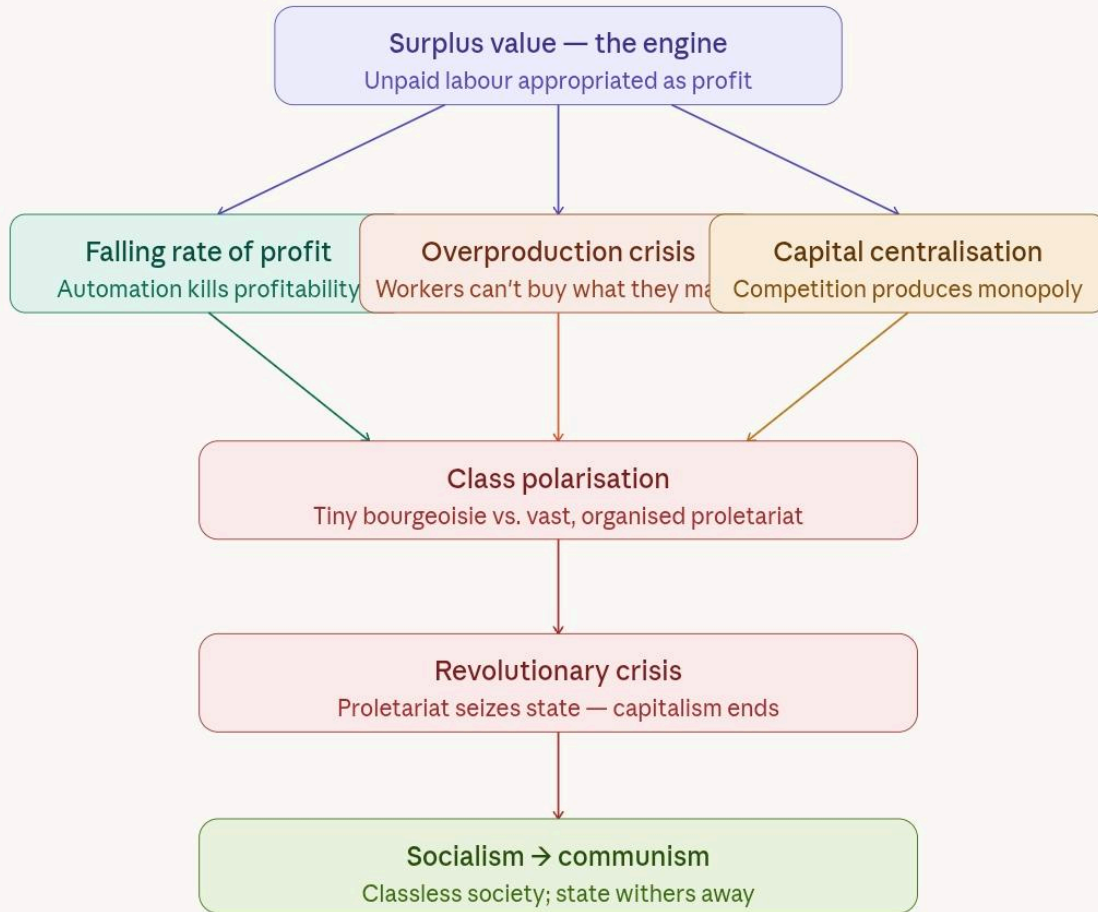 Surplus value — the engine
Unpaid labour appropriated as profit
Falling rate of profit
Automation kills profitability
Overproduction crisis
Workers can't buy what they
Capital centralisation
Competition produces monopoly
Class polarisation
Tiny bourgeoisie vs. vast, organised proletariat
Revolutionary crisis
Proletariat seizes state — capitalism ends
Socialism → communism
Classless society; state withers away